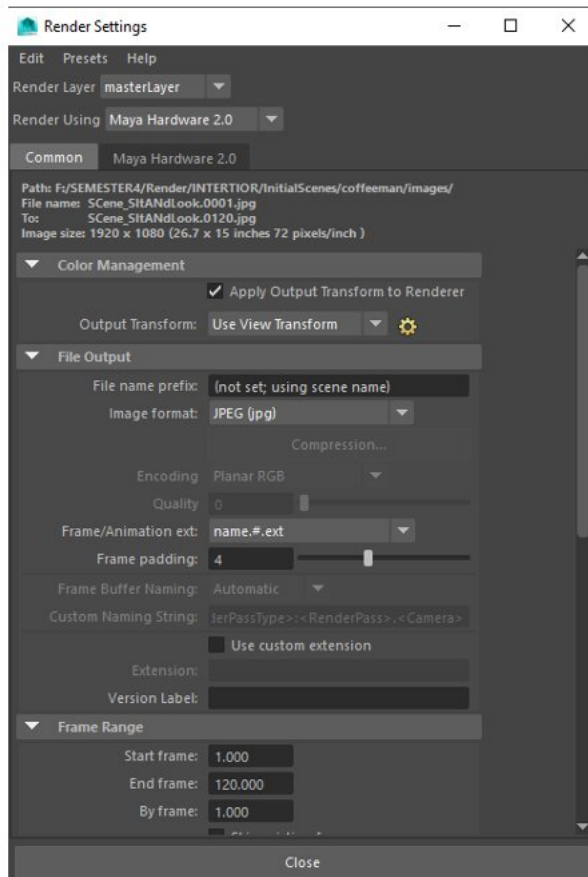 Render Settings
Edit Presets Help
Render Layer masterLayer
Render Using Maya Hardware 2.0
Common Maya Hardware 2.0
Path: F:/SEMESTER4/Render/INTERTIOR/InitialScenes/coffeeman/images/
File name: SCene_SItANdLook.0001.jpg
To: SCene_SItANdLook.0120.jpg
Image size: 1920 x 1080 (26.7 x 15 inches 72 pixels/inch )
Color Management
Apply Output Transform to Renderer
Output Transform: Use View Transform
File Output
File name prefix: (not set; using scene name)
Image format: JPEG (jpg)
Compression...
Encoding Planar RGB
Quality 0
Frame/Animation ext: name.#.ext
Frame padding: 4
Frame Buffer Naming: Automatic
Custom Naming String: derPassType>:<RenderPass>.<Camera>
Use custom extension
Extension:
Version Label:
Frame Range
Start frame: 1.000
End frame: 120.000
By frame: 1.000
Close